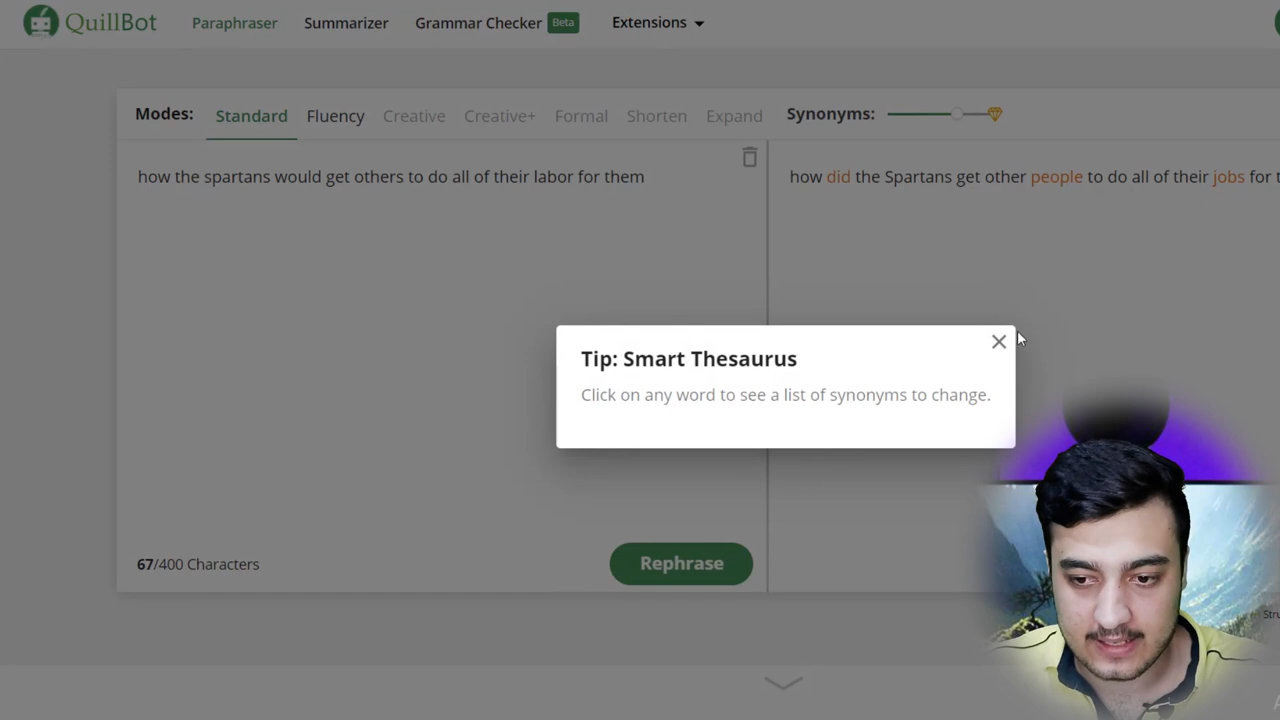 QuillBot Paraphraser Summarizer Grammar Checker Beta Extensions
Modes: Standard Fluency Creative Creative+ Formal Shorten Expand Synonyms:
how the spartans would get others to do all of their labor for them
how did the Spartans get other people to do all of their jobs for
Tip: Smart Thesaurus
Click on any word to see a list of synonyms to change.
67/400 Characters
Rephrase